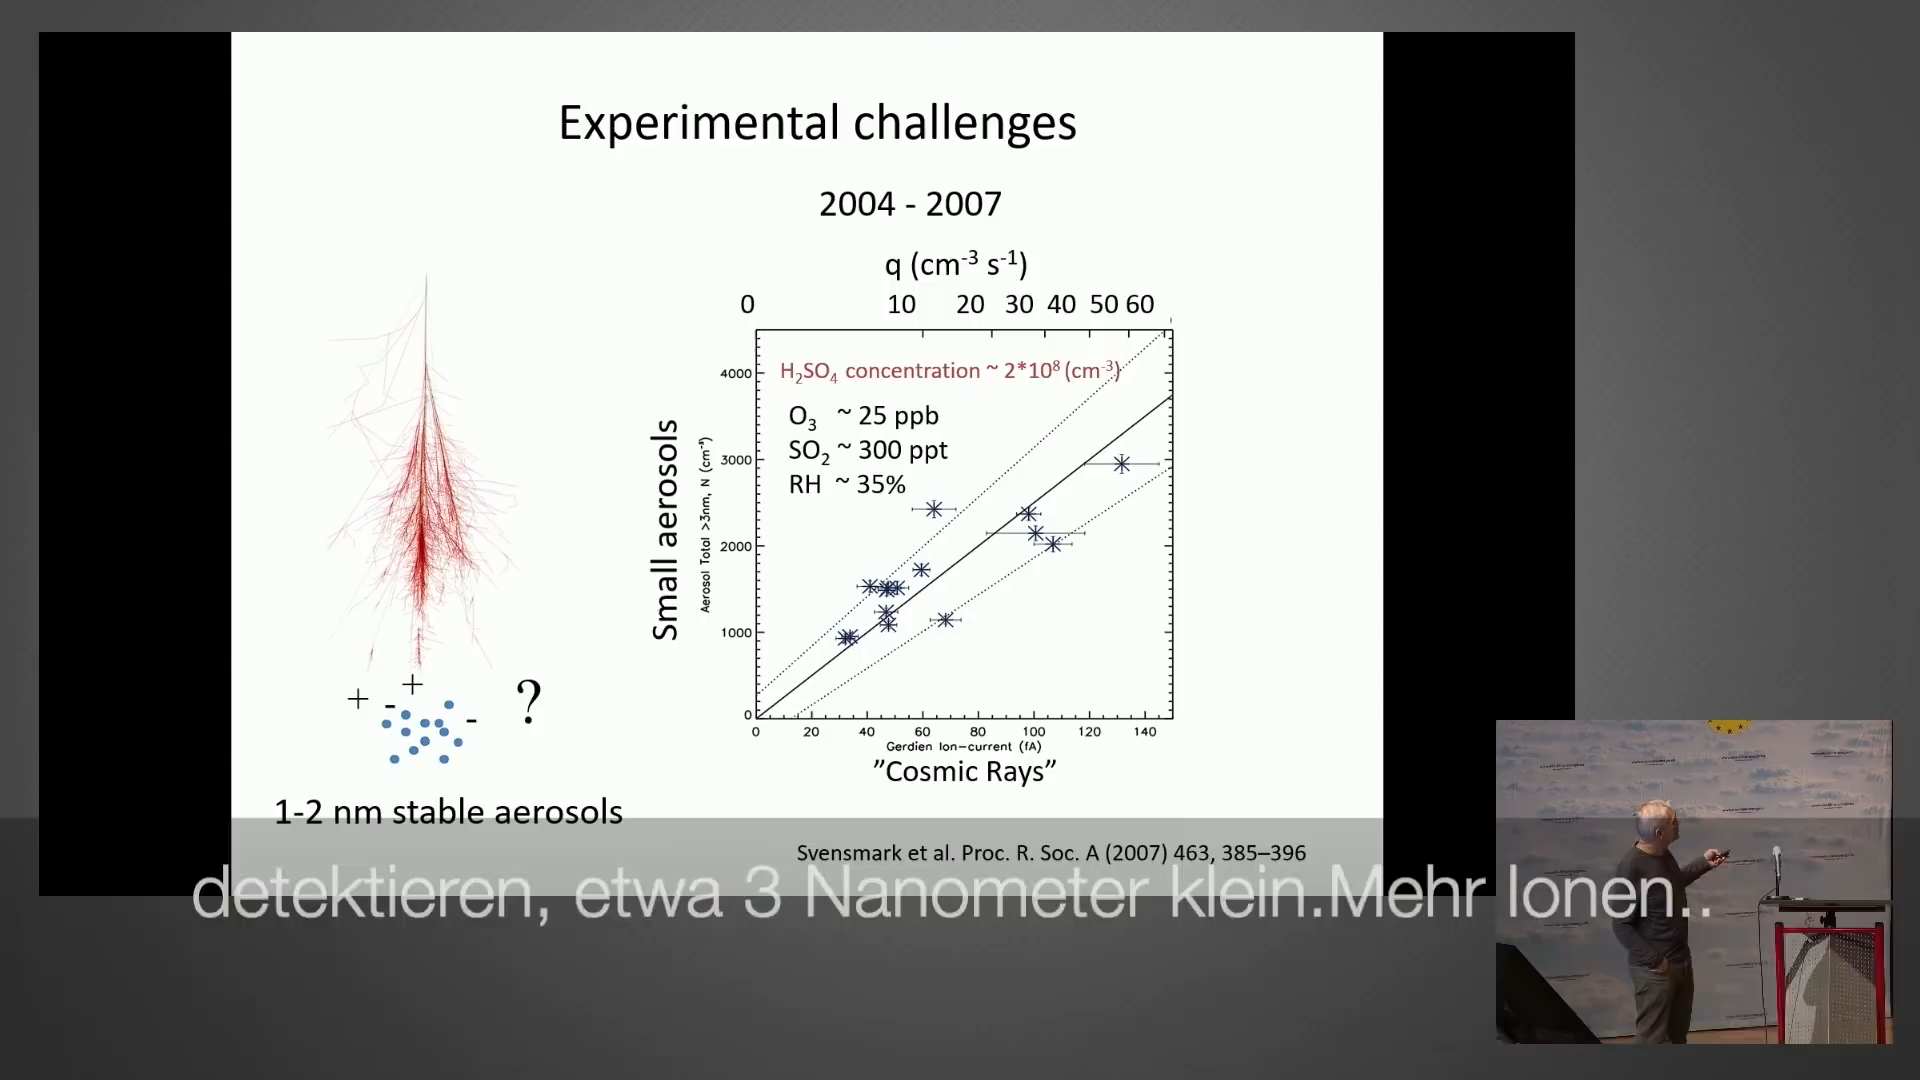 Experimental challenges
2004 - 2007
q (cm-3 s-1)
0 10 20 30 40 50 60
H2SO4 concentration ~ 2*108 (cm-3)
O3 ~ 25 ppb
SO2 ~ 300 ppt
RH ~ 35%
4000
3000
2000
1000
0
Small aerosols
Aerosol Total >3nm, N (cm-3)
0 20 40 60 80 100 120 140
Gerdien Ion-current (fA)
”Cosmic Rays”
+ + - - ?
1-2 nm stable aerosols
Svensmark et al. Proc. R. Soc. A (2007) 463, 385–396
detektieren, etwa 3 Nanometer klein.Mehr Ionen..